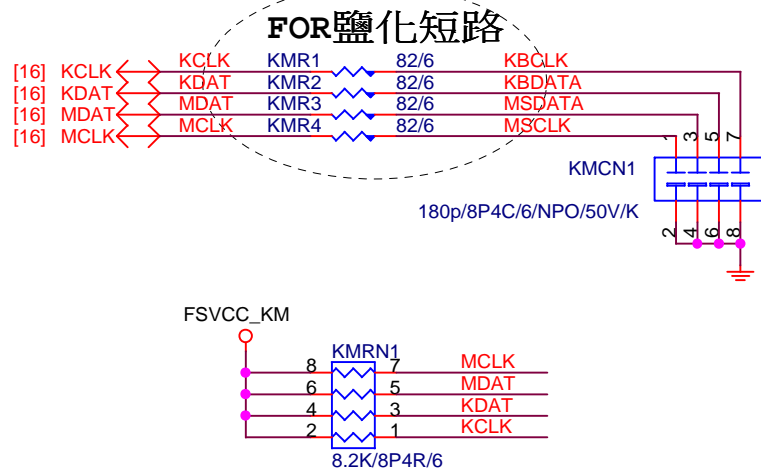 FOR鹽化短路
[16] KCLK KCLK KMR1 82/6 KBCLK
[16] KDAT KDAT KMR2 82/6 KBDATA
[16] MDAT MDAT KMR3 82/6 MSDATA
[16] MCLK MCLK KMR4 82/6 MSCLK
1 3 5 7
KMCN1
180p/8P4C/6/NPO/50V/K
2 4 6 8
FSVCC_KM
KMRN1
8 7 MCLK
6 5 MDAT
4 3 KDAT
2 1 KCLK
8.2K/8P4R/6